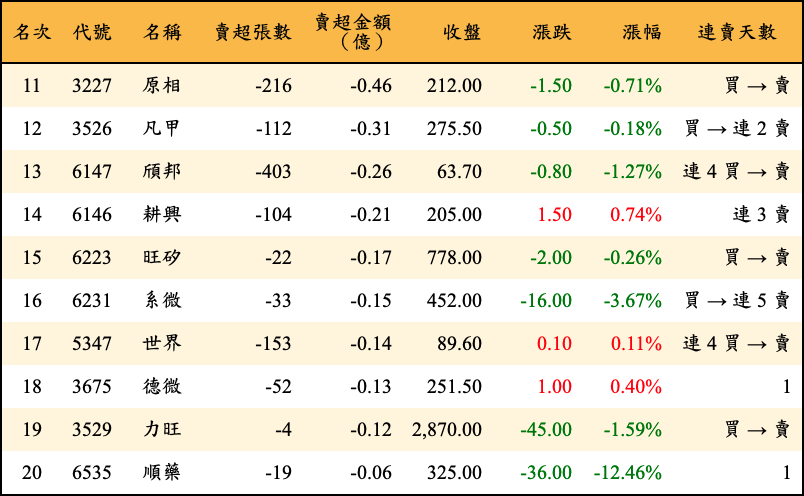 名次 代號 名稱 賣超張數 賣超金額（億） 收盤 漲跌 漲幅 連賣天數
11 3227 原相 -216 -0.46 212.00 -1.50 -0.71% 買 → 賣
12 3526 凡甲 -112 -0.31 275.50 -0.50 -0.18% 買 → 連 2 賣
13 6147 頎邦 -403 -0.26 63.70 -0.80 -1.27% 連 4 買 → 賣
14 6146 耕興 -104 -0.21 205.00 1.50 0.74% 連 3 賣
15 6223 旺矽 -22 -0.17 778.00 -2.00 -0.26% 買 → 賣
16 6231 系微 -33 -0.15 452.00 -16.00 -3.67% 買 → 連 5 賣
17 5347 世界 -153 -0.14 89.60 0.10 0.11% 連 4 買 → 賣
18 3675 德微 -52 -0.13 251.50 1.00 0.40% 1
19 3529 力旺 -4 -0.12 2,870.00 -45.00 -1.59% 買 → 賣
20 6535 順藥 -19 -0.06 325.00 -36.00 -12.46% 1